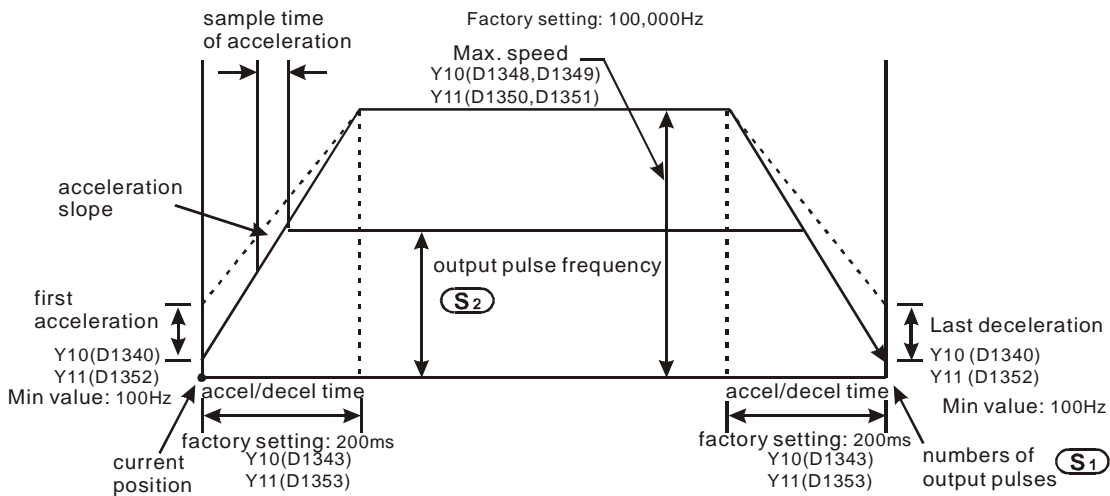 sample time
of acceleration
Factory setting: 100,000Hz
Max. speed
Y10(D1348,D1349)
Y11(D1350,D1351)
acceleration
slope
output pulse frequency
S2
first
acceleration
Y10(D1340)
Y11(D1352)
Min value: 100Hz
Last deceleration
Y10 (D1340)
Y11 (D1352)
Min value: 100Hz
accel/decel time
factory setting: 200ms
Y10(D1343)
Y11(D1353)
current
position
accel/decel time
factory setting: 200ms
Y10(D1343)
Y11(D1353)
numbers of
output pulses S1